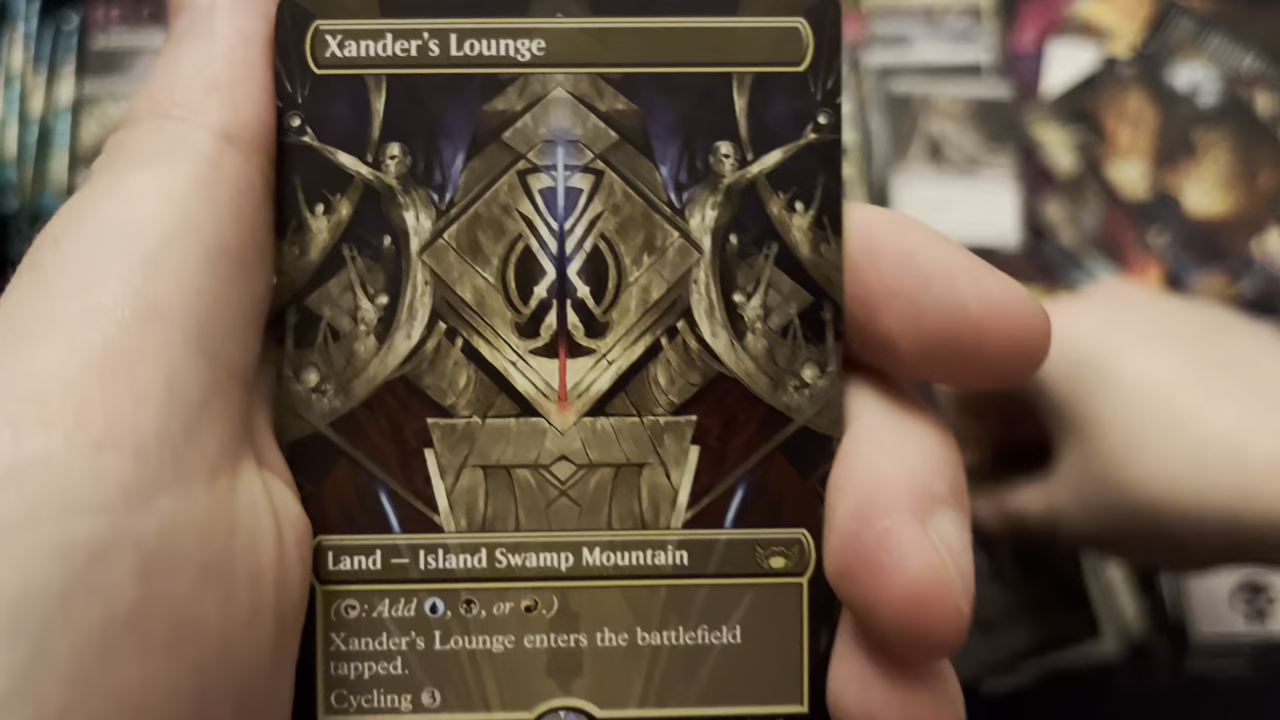 Xander's Lounge
Land — Island Swamp Mountain
(: Add , , or .)
Xander's Lounge enters the battlefield
tapped.
Cycling 3